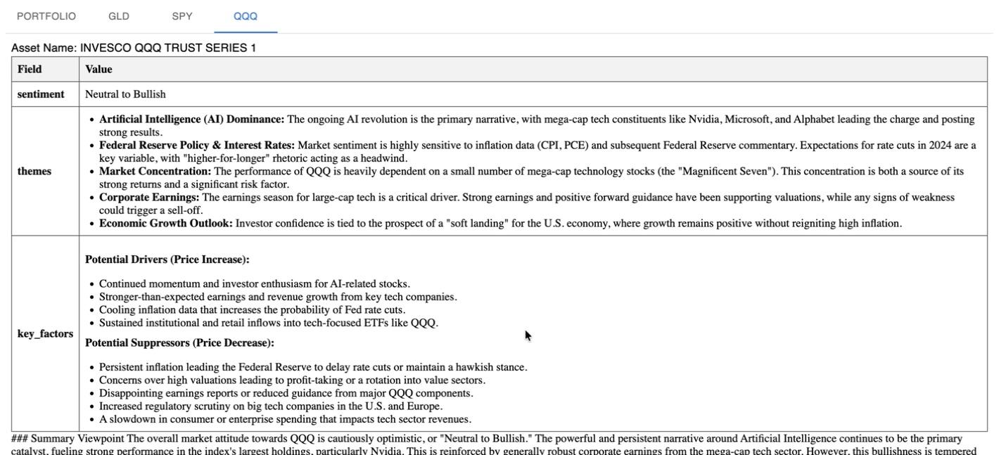 PORTFOLIO GLD SPY QQQ
Asset Name: INVESCO QQQ TRUST SERIES 1
Field Value
sentiment Neutral to Bullish
themes
• Artificial Intelligence (AI) Dominance: The ongoing AI revolution is the primary narrative, with mega-cap tech constituents like Nvidia, Microsoft, and Alphabet leading the charge and posting
strong results.
• Federal Reserve Policy & Interest Rates: Market sentiment is highly sensitive to inflation data (CPI, PCE) and subsequent Federal Reserve commentary. Expectations for rate cuts in 2024 are a
key variable, with "higher-for-longer" rhetoric acting as a headwind.
• Market Concentration: The performance of QQQ is heavily dependent on a small number of mega-cap technology stocks (the "Magnificent Seven"). This concentration is both a source of its
strong returns and a significant risk factor.
• Corporate Earnings: The earnings season for large-cap tech is a critical driver. Strong earnings and positive forward guidance have been supporting valuations, while any signs of weakness
could trigger a sell-off.
• Economic Growth Outlook: Investor confidence is tied to the prospect of a "soft landing" for the U.S. economy, where growth remains positive without reigniting high inflation.
key_factors
Potential Drivers (Price Increase):
• Continued momentum and investor enthusiasm for AI-related stocks.
• Stronger-than-expected earnings and revenue growth from key tech companies.
• Cooling inflation data that increases the probability of Fed rate cuts.
• Sustained institutional and retail inflows into tech-focused ETFs like QQQ.
Potential Suppressors (Price Decrease):
• Persistent inflation leading the Federal Reserve to delay rate cuts or maintain a hawkish stance.
• Concerns over high valuations leading to profit-taking or a rotation into value sectors.
• Disappointing earnings reports or reduced guidance from major QQQ components.
• Increased regulatory scrutiny on big tech companies in the U.S. and Europe.
• A slowdown in consumer or enterprise spending that impacts tech sector revenues.
### Summary Viewpoint The overall market attitude towards QQQ is cautiously optimistic, or "Neutral to Bullish." The powerful and persistent narrative around Artificial Intelligence continues to be the primary
catalyst, fueling strong performance in the index's largest holdings, particularly Nvidia. This is reinforced by generally robust corporate earnings from the mega-cap tech sector. However, this bullishness is tempered